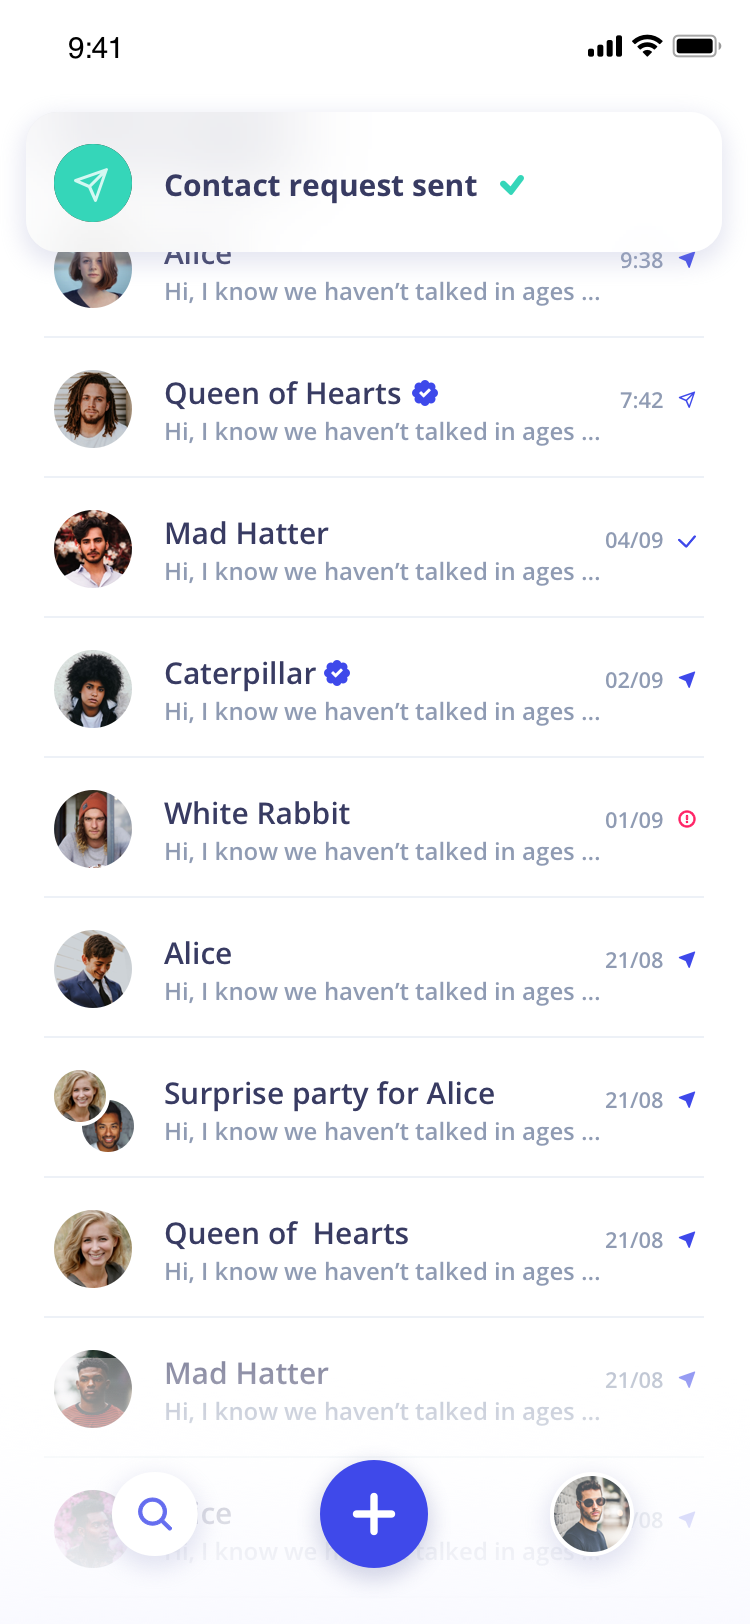 9:41
Contact request sent
Alice
9:38
Hi, I know we haven’t talked in ages ...
Queen of Hearts
7:42
Hi, I know we haven’t talked in ages ...
Mad Hatter
04/09
Hi, I know we haven’t talked in ages ...
Caterpillar
02/09
Hi, I know we haven’t talked in ages ...
White Rabbit
01/09
Hi, I know we haven’t talked in ages ...
Alice
21/08
Hi, I know we haven’t talked in ages ...
Surprise party for Alice
21/08
Hi, I know we haven’t talked in ages ...
Queen of  Hearts
21/08
Hi, I know we haven’t talked in ages ...
Mad Hatter
21/08
Hi, I know we haven’t talked in ages ...
ice
/08
Hi, I know we haven’t talked in ages ...